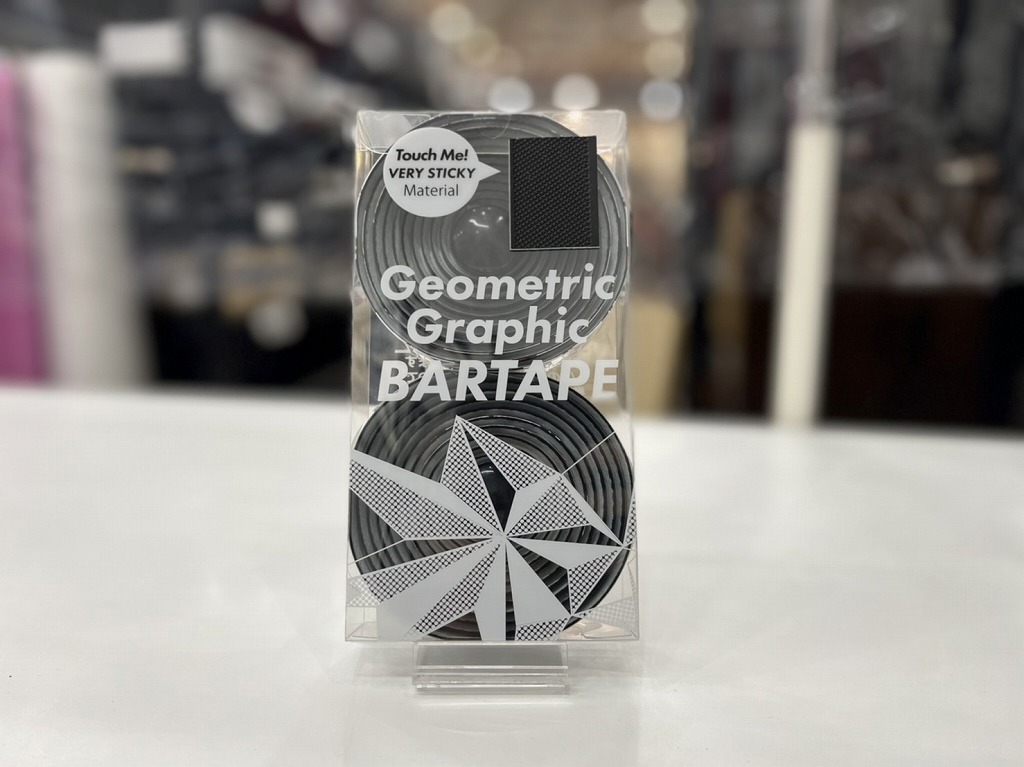 Touch Me!
VERY STICKY
Material
Geometric
Graphic
BARTAPE